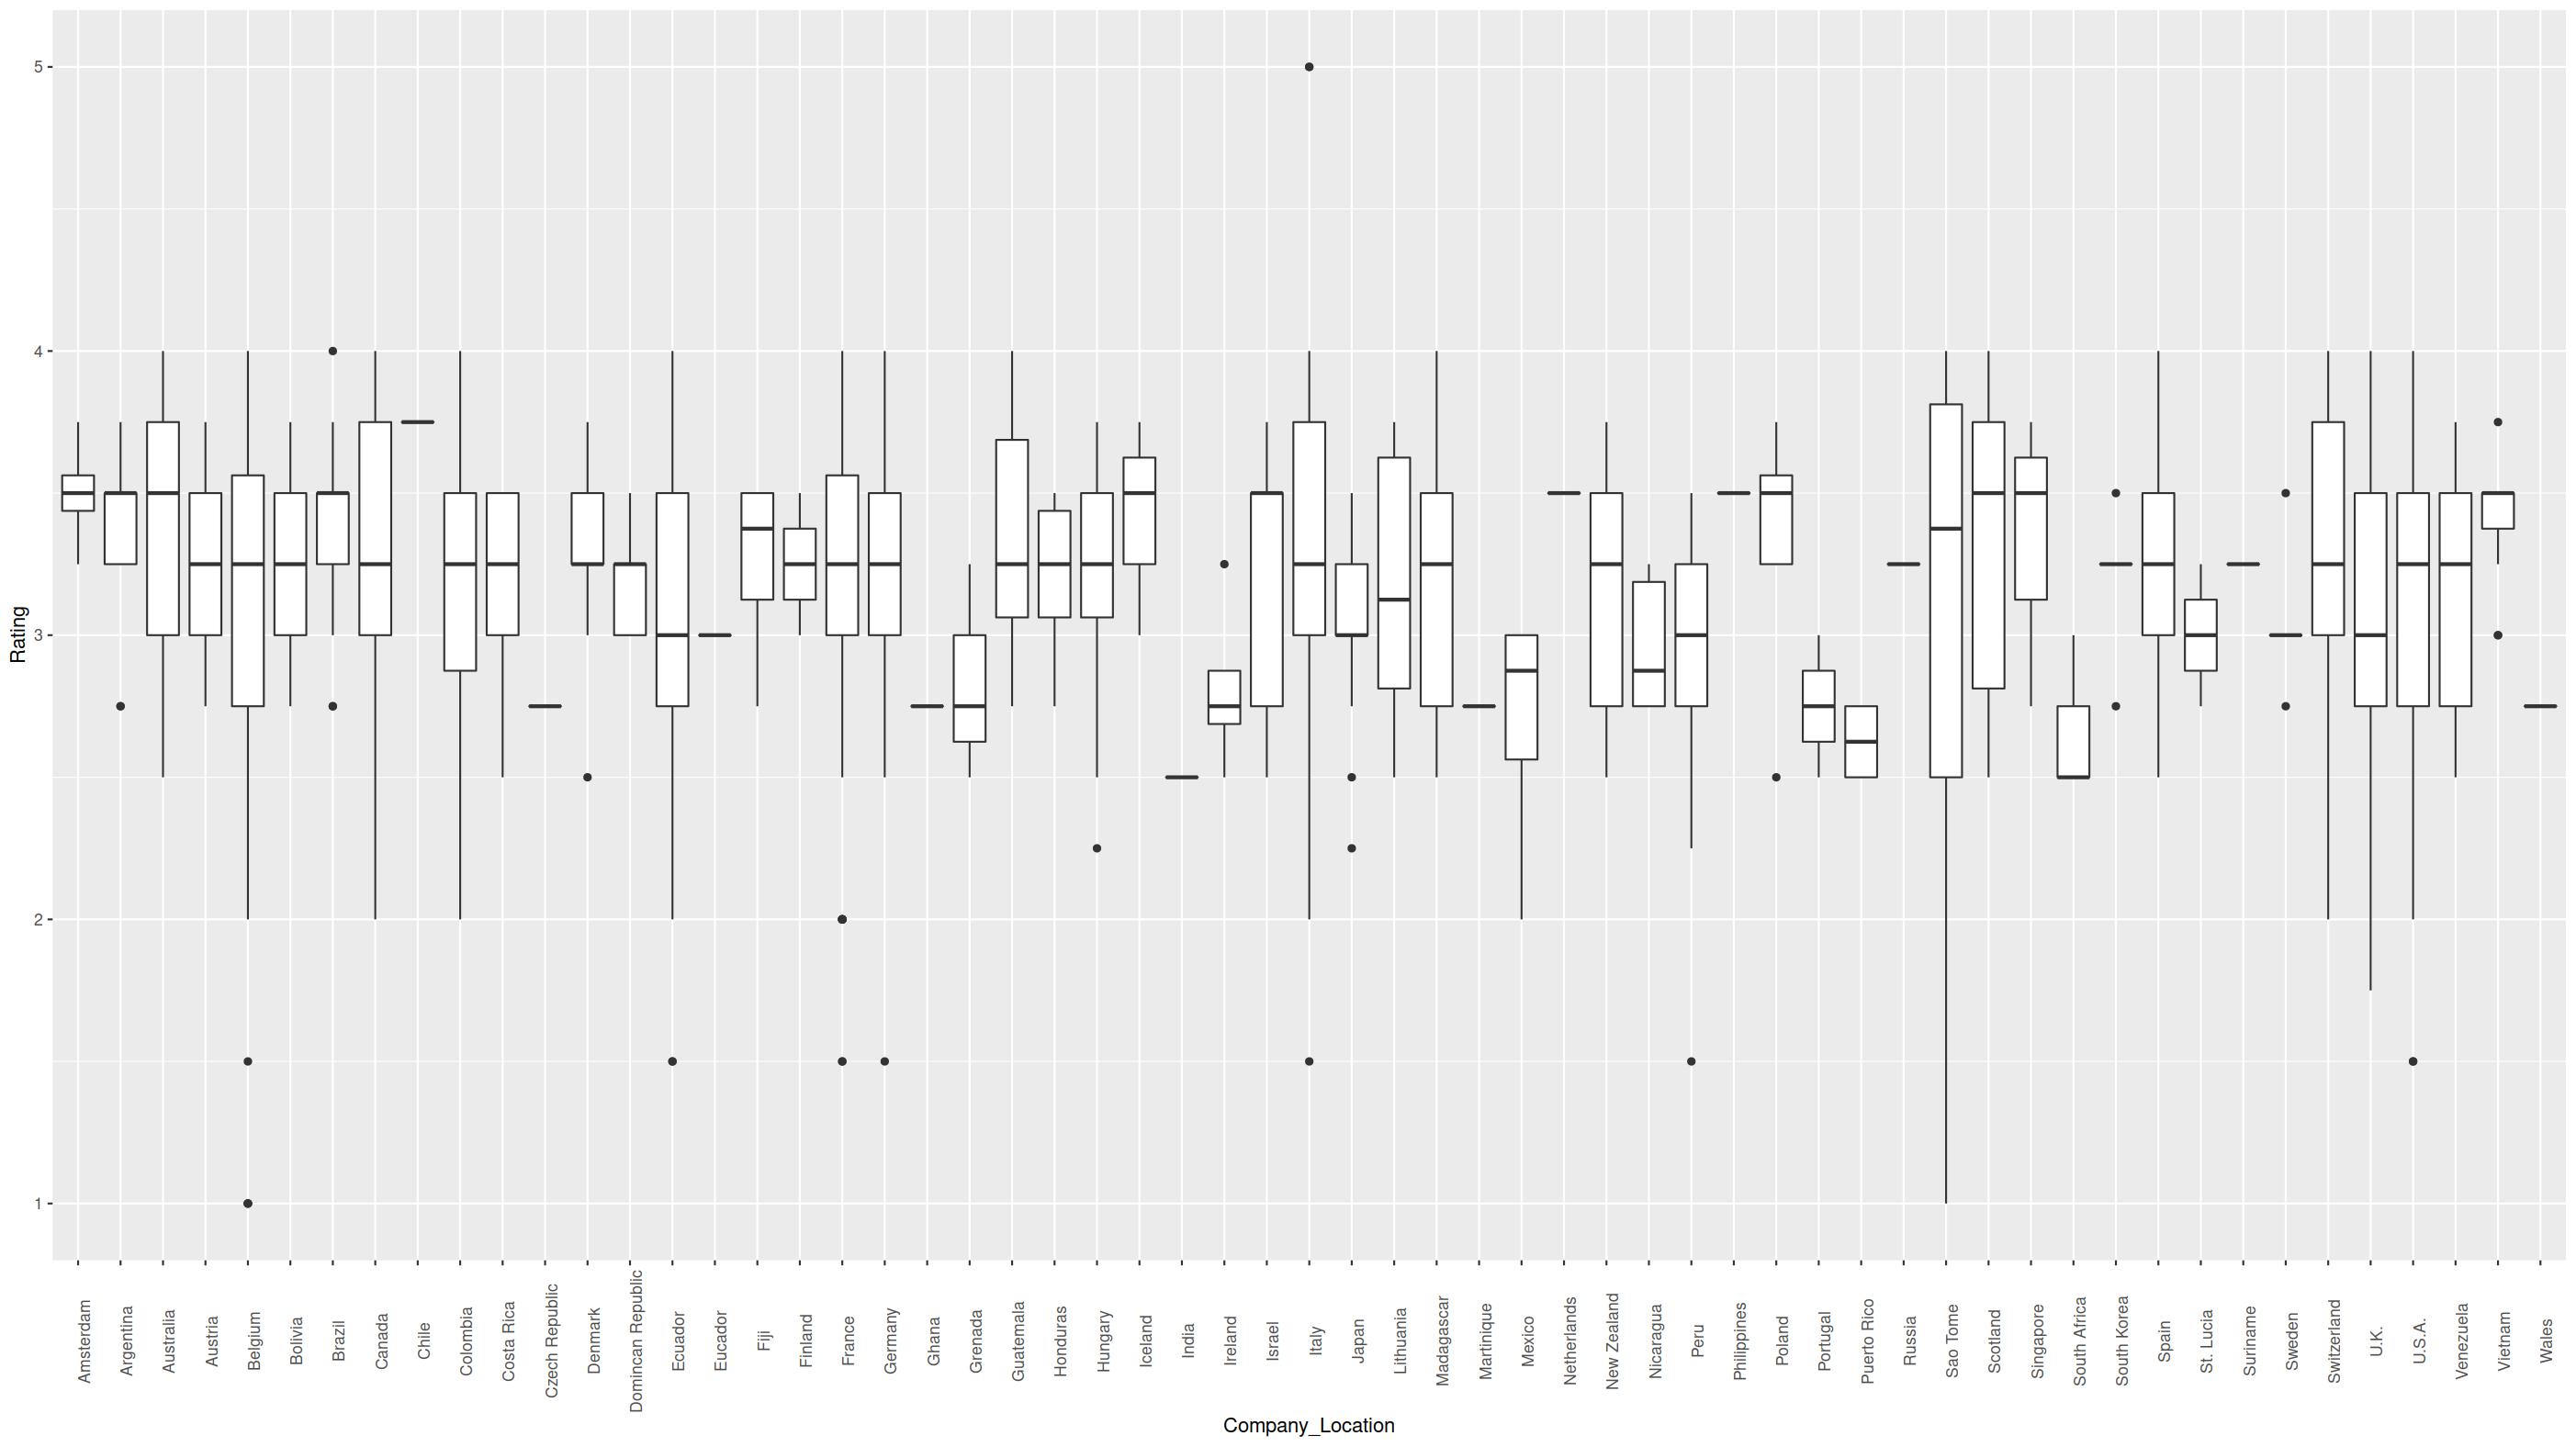 Rating
5
4
3
2
1
Amsterdam
Argentina
Australia
Austria
Belgium
Bolivia
Brazil
Canada
Chile
Colombia
Costa Rica
Czech Republic
Denmark
Domincan Republic
Ecuador
Eucador
Fiji
Finland
France
Germany
Ghana
Grenada
Guatemala
Honduras
Hungary
Iceland
India
Ireland
Israel
Italy
Japan
Lithuania
Madagascar
Martinique
Mexico
Netherlands
New Zealand
Nicaragua
Peru
Philippines
Poland
Portugal
Puerto Rico
Russia
Sao Tome
Scotland
Singapore
South Africa
South Korea
Spain
St. Lucia
Suriname
Sweden
Switzerland
U.K.
U.S.A.
Venezuela
Vietnam
Wales
Company_Location